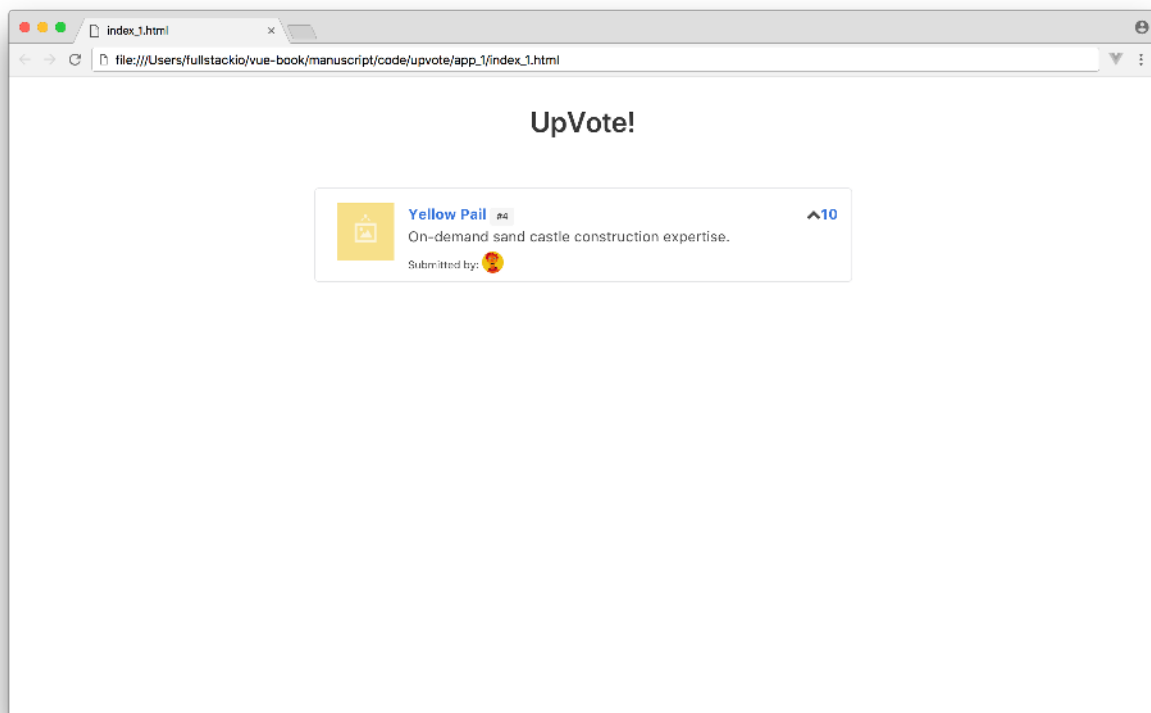 index_1.html
file:///Users/fullstackio/vue-book/manuscript/code/upvote/app_1/index_1.html
UpVote!
Yellow Pail #4
10
On-demand sand castle construction expertise.
Submitted by: